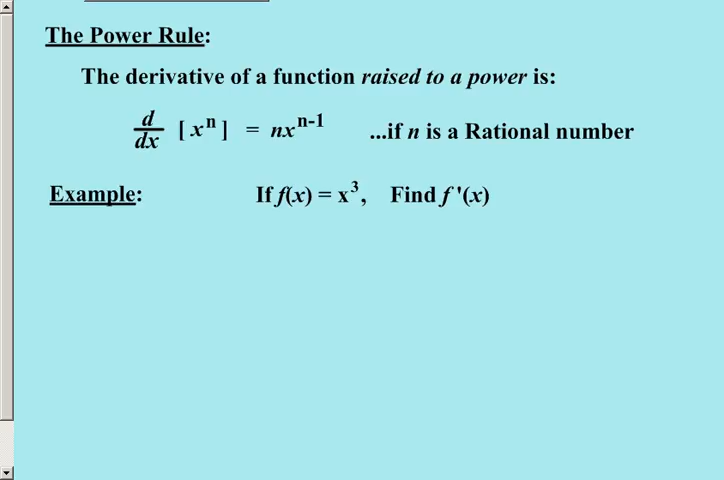 The Power Rule:
The derivative of a function raised to a power is:
d/dx [ xⁿ ] = nxⁿ⁻¹ ...if n is a Rational number
Example: If f(x) = x³, Find f '(x)